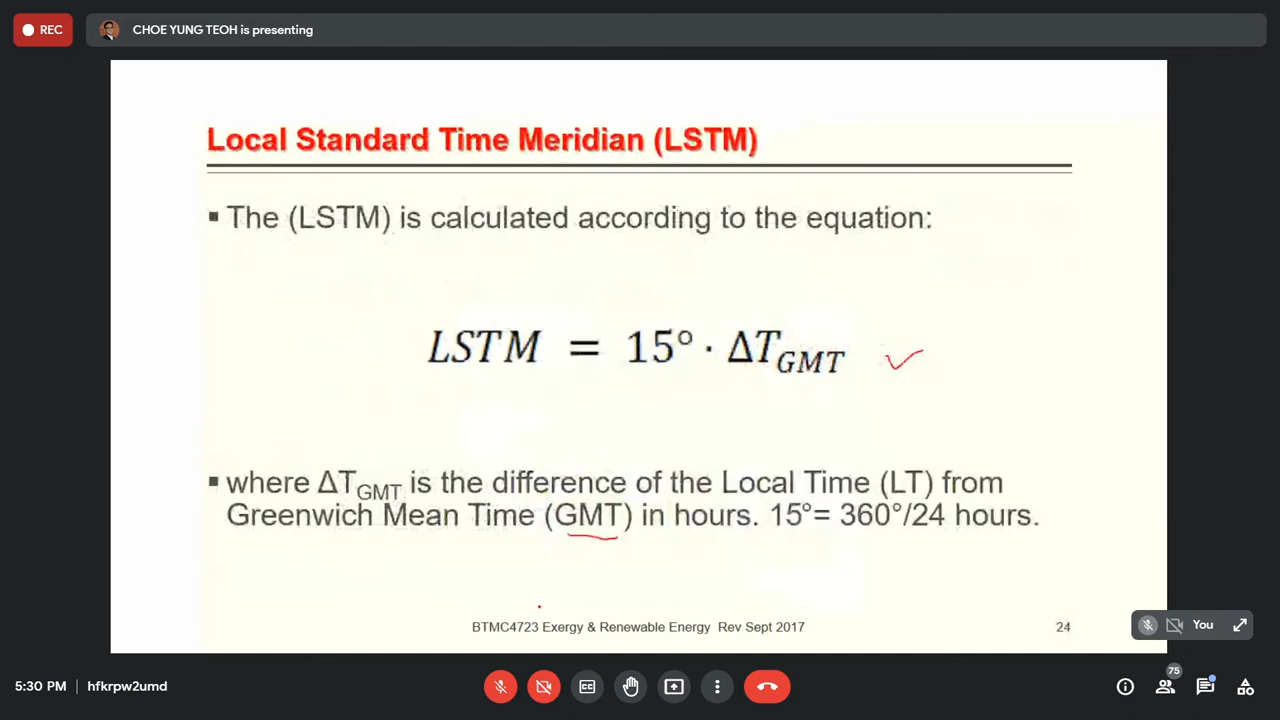 REC
CHOE YUNG TEOH is presenting
Local Standard Time Meridian (LSTM)
▪ The (LSTM) is calculated according to the equation:
LSTM = 15° · ΔT_GMT
▪ where ΔT_GMT is the difference of the Local Time (LT) from
Greenwich Mean Time (GMT) in hours. 15°= 360°/24 hours.
BTMC4723 Exergy & Renewable Energy Rev Sept 2017
24
You
5:30 PM | hfkrpw2umd
CC
75